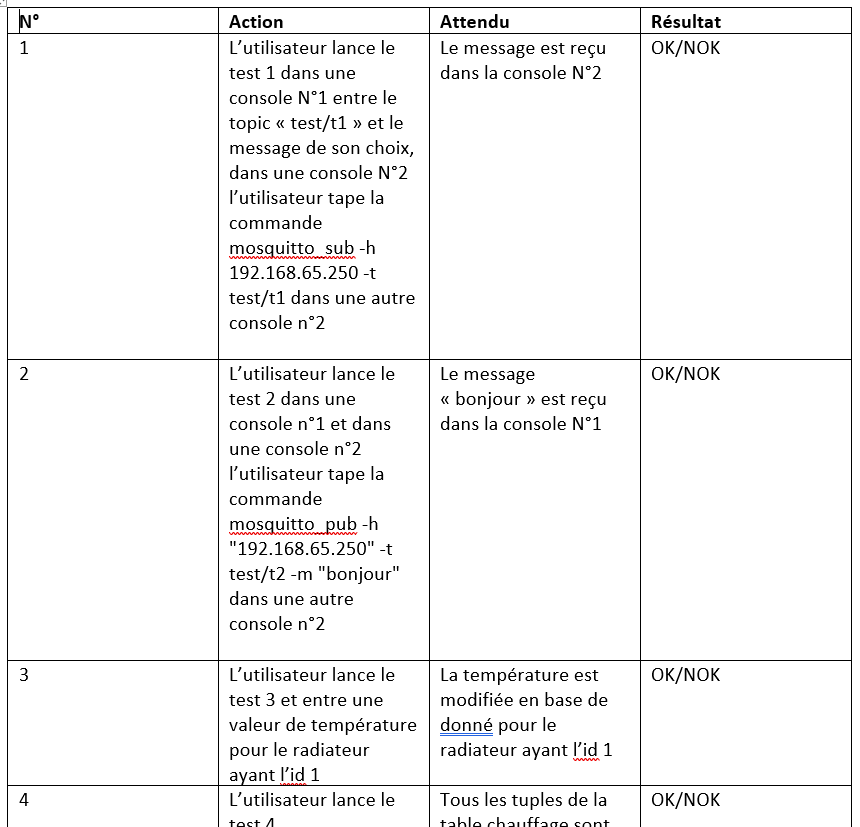 N° Action Attendu Résultat
1 L’utilisateur lance le Le message est reçu OK/NOK
test 1 dans une dans la console N°2
console N°1 entre le
topic « test/t1 » et le
message de son choix,
dans une console N°2
l’utilisateur tape la
commande
mosquitto_sub -h
192.168.65.250 -t
test/t1 dans une autre
console n°2
2 L’utilisateur lance le Le message OK/NOK
test 2 dans une « bonjour » est reçu
console n°1 et dans dans la console N°1
une console n°2
l’utilisateur tape la
commande
mosquitto_pub -h
"192.168.65.250" -t
test/t2 -m "bonjour"
dans une autre
console n°2
3 L’utilisateur lance le La température est OK/NOK
test 3 et entre une modifiée en base de
valeur de température donné pour le
pour le radiateur radiateur ayant l’id 1
ayant l’id 1
4 L’utilisateur lance le Tous les tuples de la OK/NOK
test 4 table chauffage sont